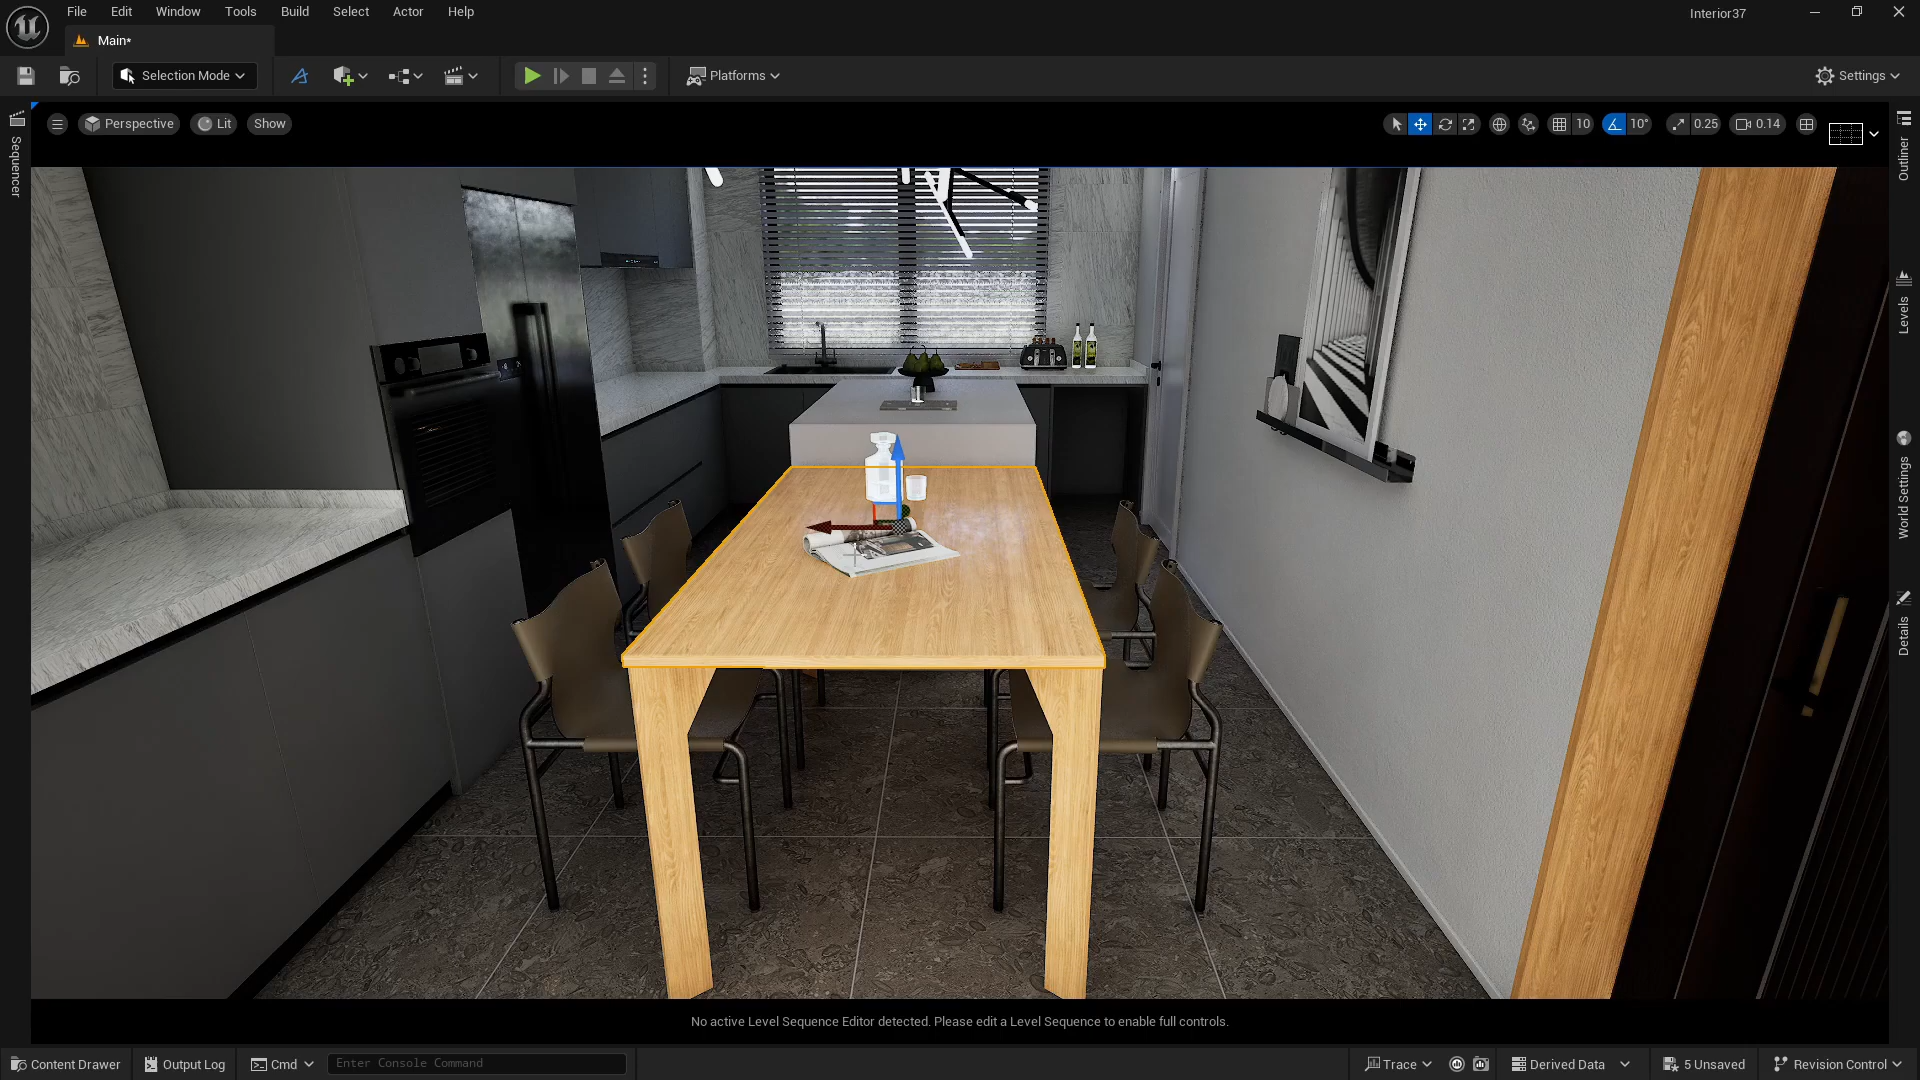 File Edit Window Tools Build Select Actor Help
Interior37
Main*
Selection Mode
Platforms
Settings
Perspective Lit Show
10 10° 0.25 0.14
Sequencer
Outliner
Levels
World Settings
Details
No active Level Sequence Editor detected. Please edit a Level Sequence to enable full controls.
Content Drawer Output Log Cmd Enter Console Command Trace Derived Data 5 Unsaved Revision Control